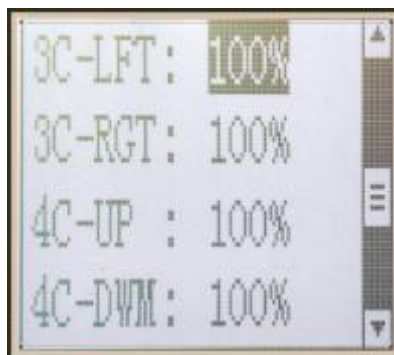 3C-LFT: 100%
3C-RGT: 100%
4C-UP : 100%
4C-DWM: 100%